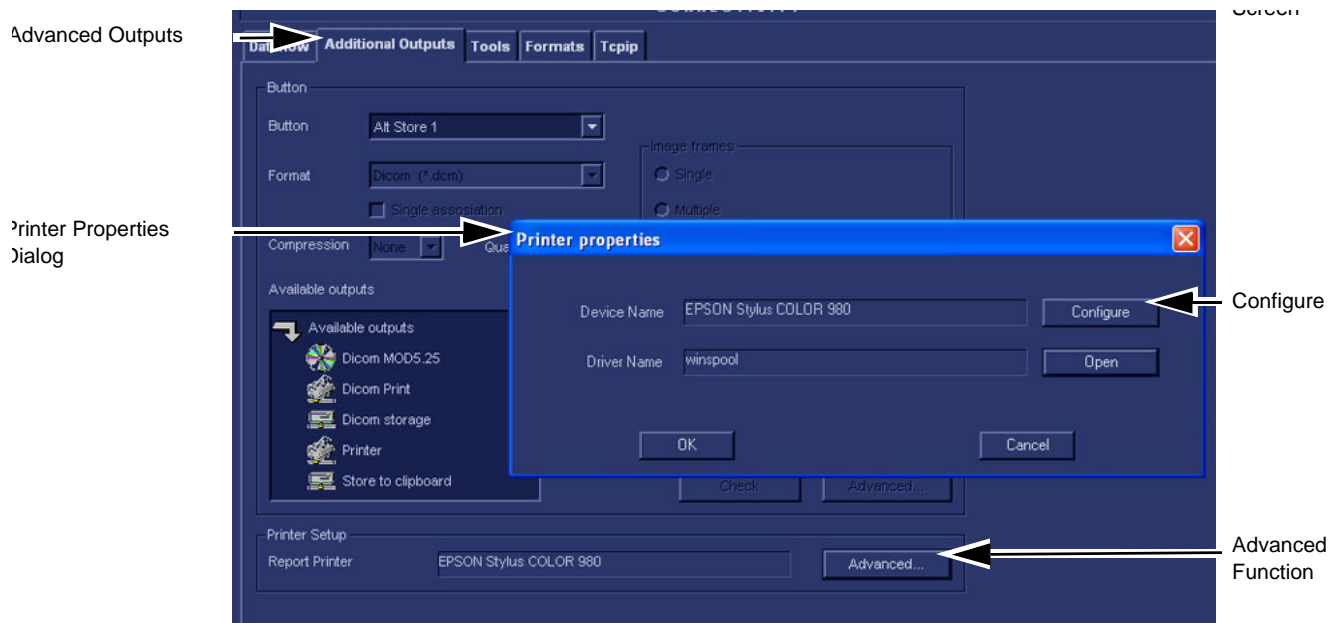 Advanced Outputs
Additional Outputs
Tools
Formats
Tcpip
Button
Button
Alt Store 1
Image frames
Format
Dicom (*.dcm)
Single
Single assosiation
Multiple
Printer Properties
Dialog
Compression
None
Printer properties
Available outputs
Device Name
EPSON Stylus COLOR 980
Configure
Configure
Available outputs
Dicom MOD5.25
Driver Name
winspool
Open
Dicom Print
Dicom storage
Printer
OK
Cancel
Store to clipboard
Check
Advanced...
Printer Setup
Report Printer
EPSON Stylus COLOR 980
Advanced...
Advanced
Function